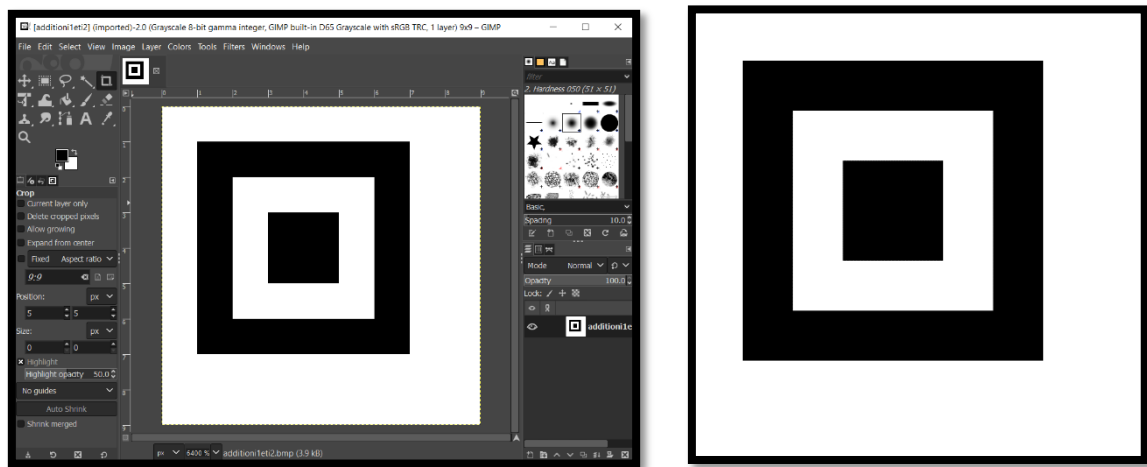 [additioni1eti2] (imported)-2.0 (Grayscale 8-bit gamma integer, GIMP built-in D65 Grayscale with sRGB TRC, 1 layer) 9x9 – GIMP
File Edit Select View Image Layer Colors Tools Filters Windows Help
filter
2. Hardness 050 (51 × 51)
Basic,
Spacing 10.0
Crop
Current layer only
Delete cropped pixels
Allow growing
Expand from center
Fixed Aspect ratio
9:9
Position: px
5 5
Size: px
0 0
Highlight
Highlight opacity 50.0
No guides
Auto Shrink
Shrink merged
Mode Normal
Opacity 100.0
Lock:
additioni1e
px 6400 % additioni1eti2.bmp (3.9 kB)